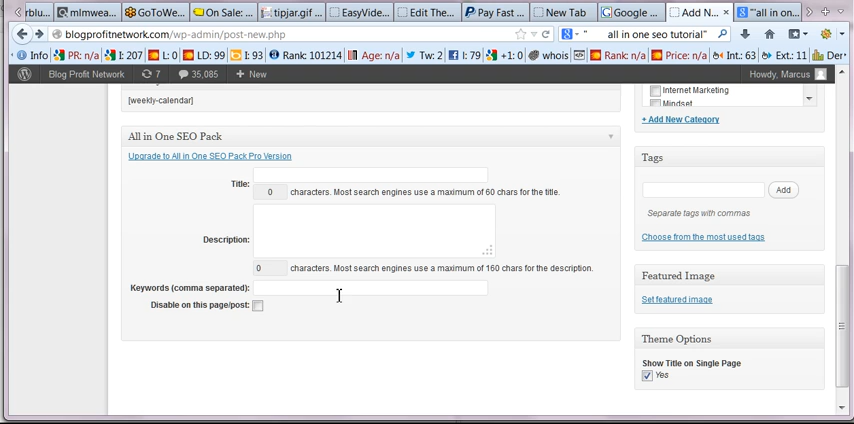 rblu...
mlmwea...
GoToWe...
On Sale: ...
tipjar.gif ...
EasyVide...
Edit The...
Pay Fast ...
New Tab
Google ...
Add N...
"all in on...
blogprofitnetwork.com/wp-admin/post-new.php
" all in one seo tutorial"
Info PR: n/a I: 207 L: 0 LD: 99 I: 93 Rank: 101214 Age: n/a Tw: 2 I: 79 +1: 0 whois Rank: n/a Price: n/a Int.: 63 Ext.: 11 Der
Blog Profit Network 7 35,085 + New Howdy, Marcus
[weekly-calendar]
All in One SEO Pack
Upgrade to All in One SEO Pack Pro Version
Title:
0 characters. Most search engines use a maximum of 60 chars for the title.
Description:
0 characters. Most search engines use a maximum of 160 chars for the description.
Keywords (comma separated):
Disable on this page/post:
Internet Marketing
Mindset
+ Add New Category
Tags
Add
Separate tags with commas
Choose from the most used tags
Featured Image
Set featured image
Theme Options
Show Title on Single Page
Yes